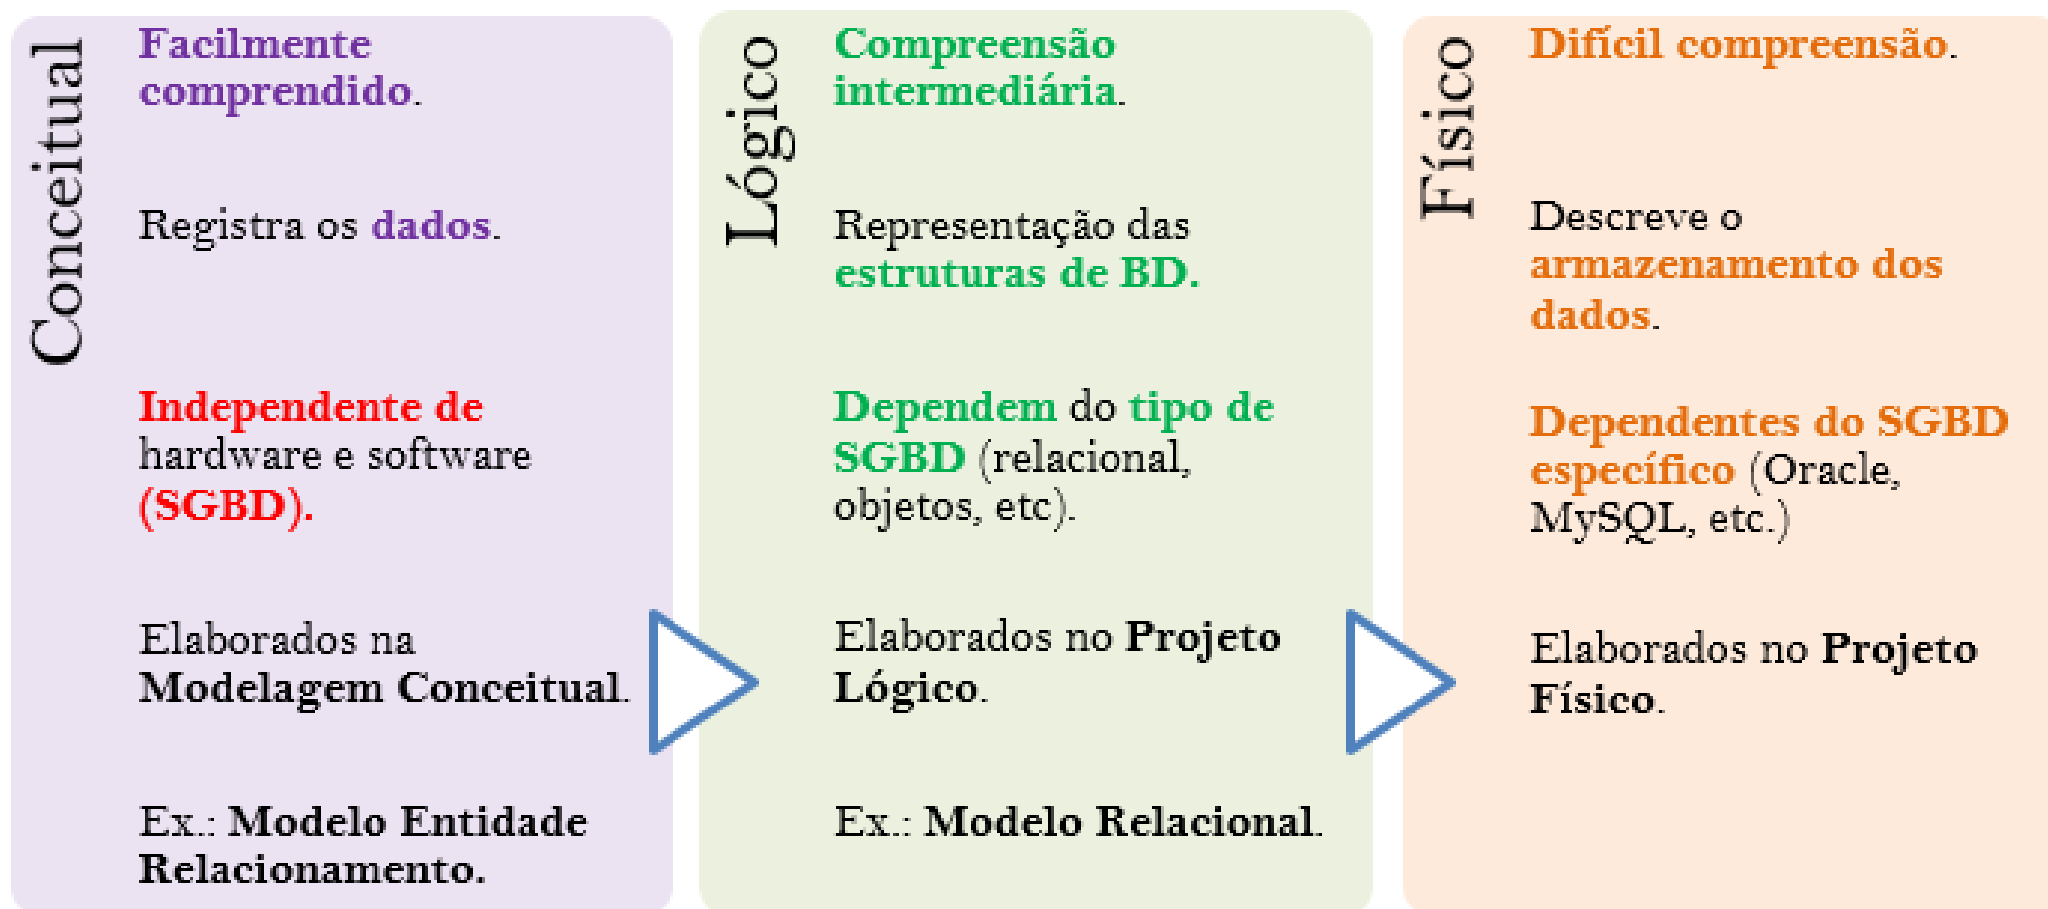 Conceitual
Facilmente
comprendido.
Registra os dados.
Independente de
hardware e software
(SGBD).
Elaborados na
Modelagem Conceitual.
Ex.: Modelo Entidade
Relacionamento.
Lógico
Compreensão
intermediária.
Representação das
estruturas de BD.
Dependem do tipo de
SGBD (relacional,
objetos, etc).
Elaborados no Projeto
Lógico.
Ex.: Modelo Relacional.
Físico
Difícil compreensão.
Descreve o
armazenamento dos
dados.
Dependentes do SGBD
específico (Oracle,
MySQL, etc.)
Elaborados no Projeto
Físico.